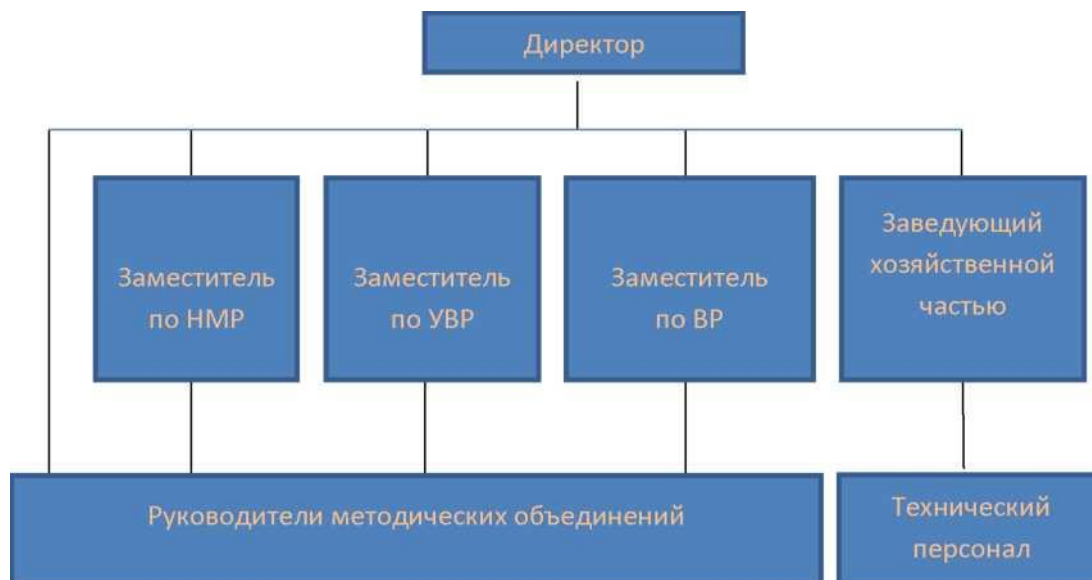 Директор
Заместитель
по НМР
Заместитель
по УВР
Заместитель
по ВР
Заведующий
хозяйственной
частью
Руководители методических объединений
Технический
персонал